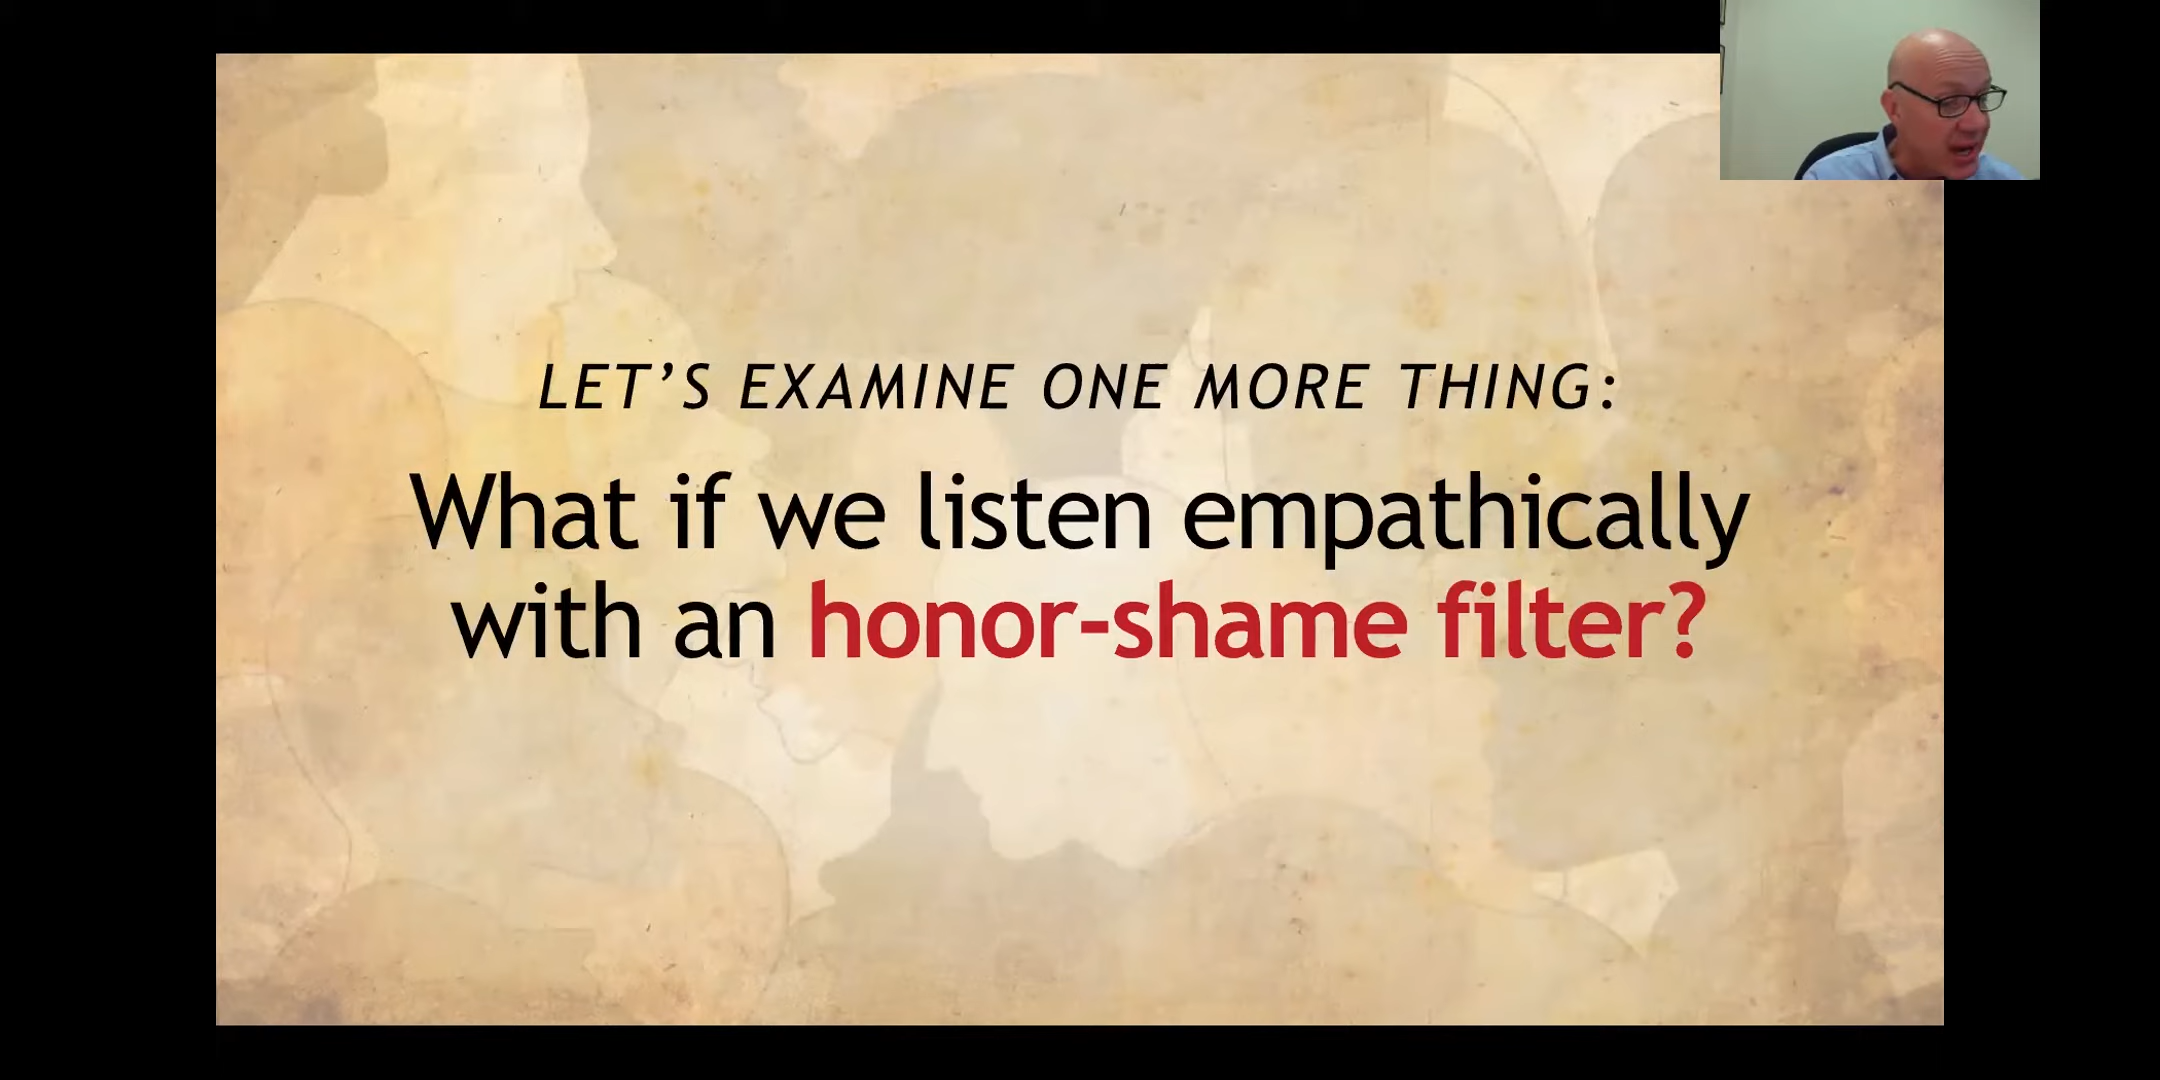 LET’S EXAMINE ONE MORE THING:
What if we listen empathically
with an honor-shame filter?